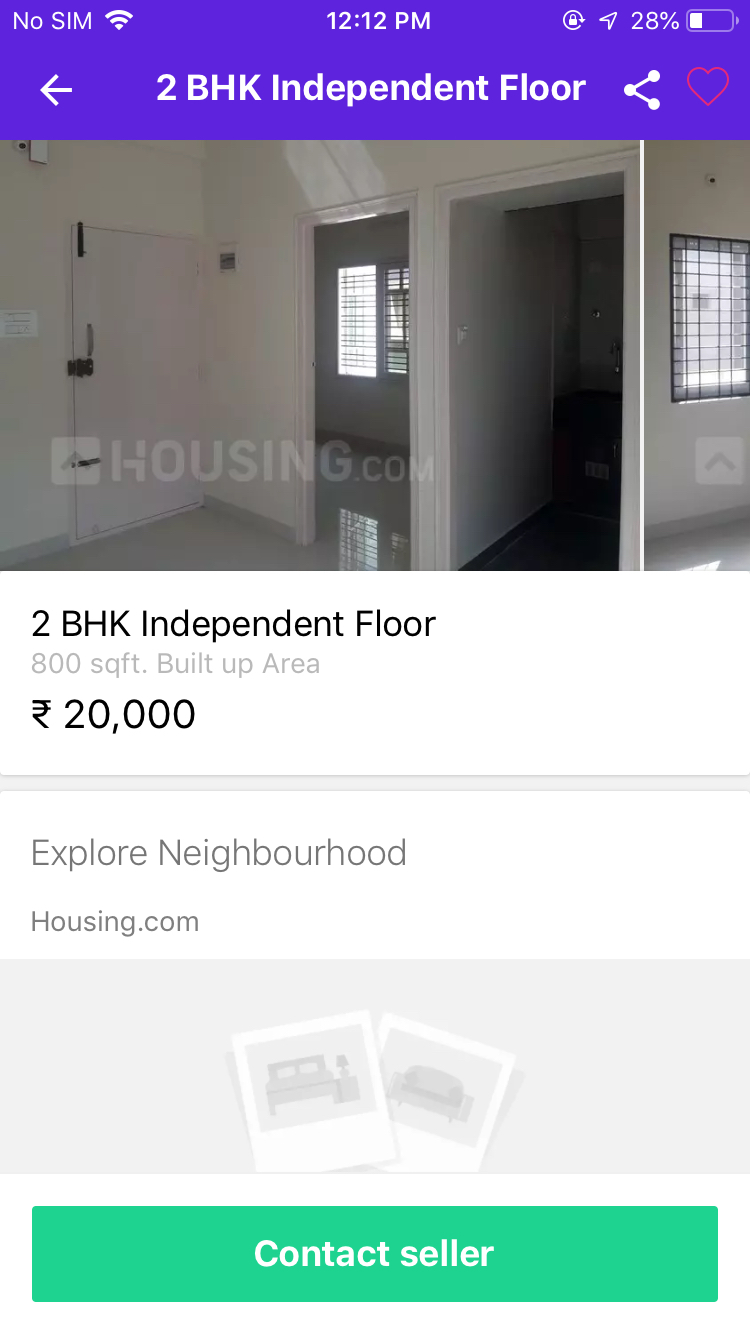 No SIM 12:12 PM 28%
2 BHK Independent Floor
HOUSING.COM
2 BHK Independent Floor
800 sqft. Built up Area
₹ 20,000
Explore Neighbourhood
Housing.com
Contact seller